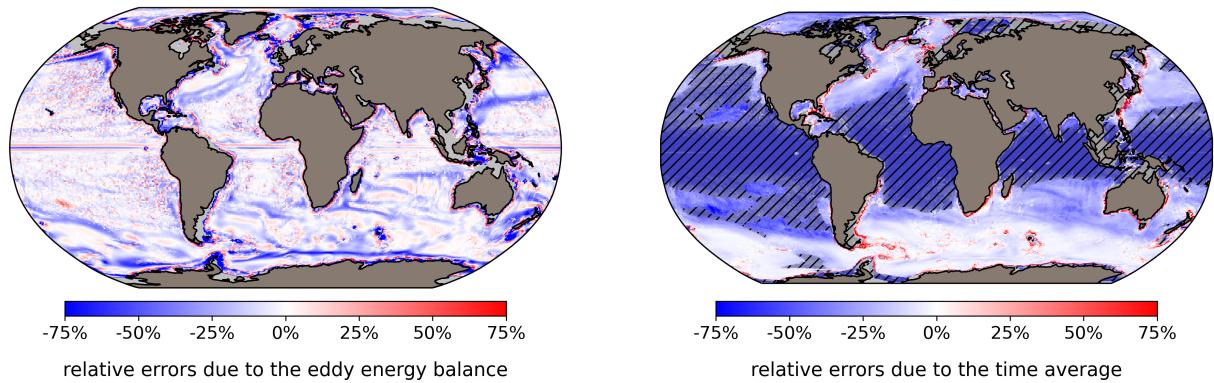 -75% -50% -25% 0% 25% 50% 75%
relative errors due to the eddy energy balance
-75% -50% -25% 0% 25% 50% 75%
relative errors due to the time average